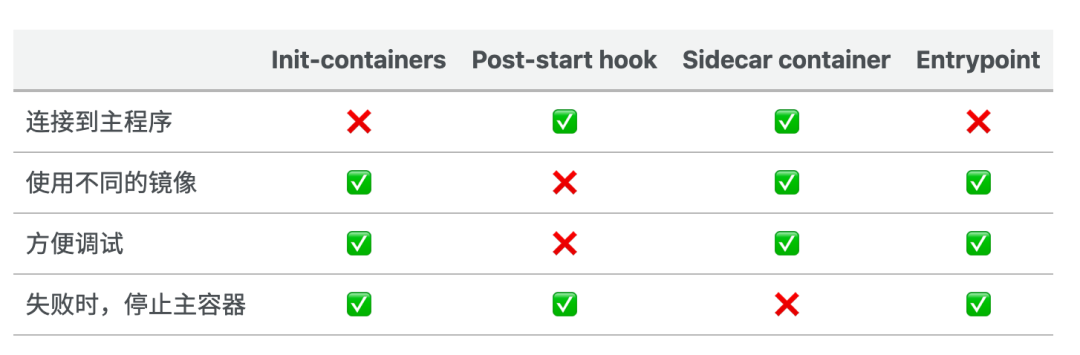 Init-containers Post-start hook Sidecar container Entrypoint
连接到主程序 ❌ ✅ ✅ ❌
使用不同的镜像 ✅ ❌ ✅ ✅
方便调试 ✅ ❌ ✅ ✅
失败时，停止主容器 ✅ ✅ ❌ ✅